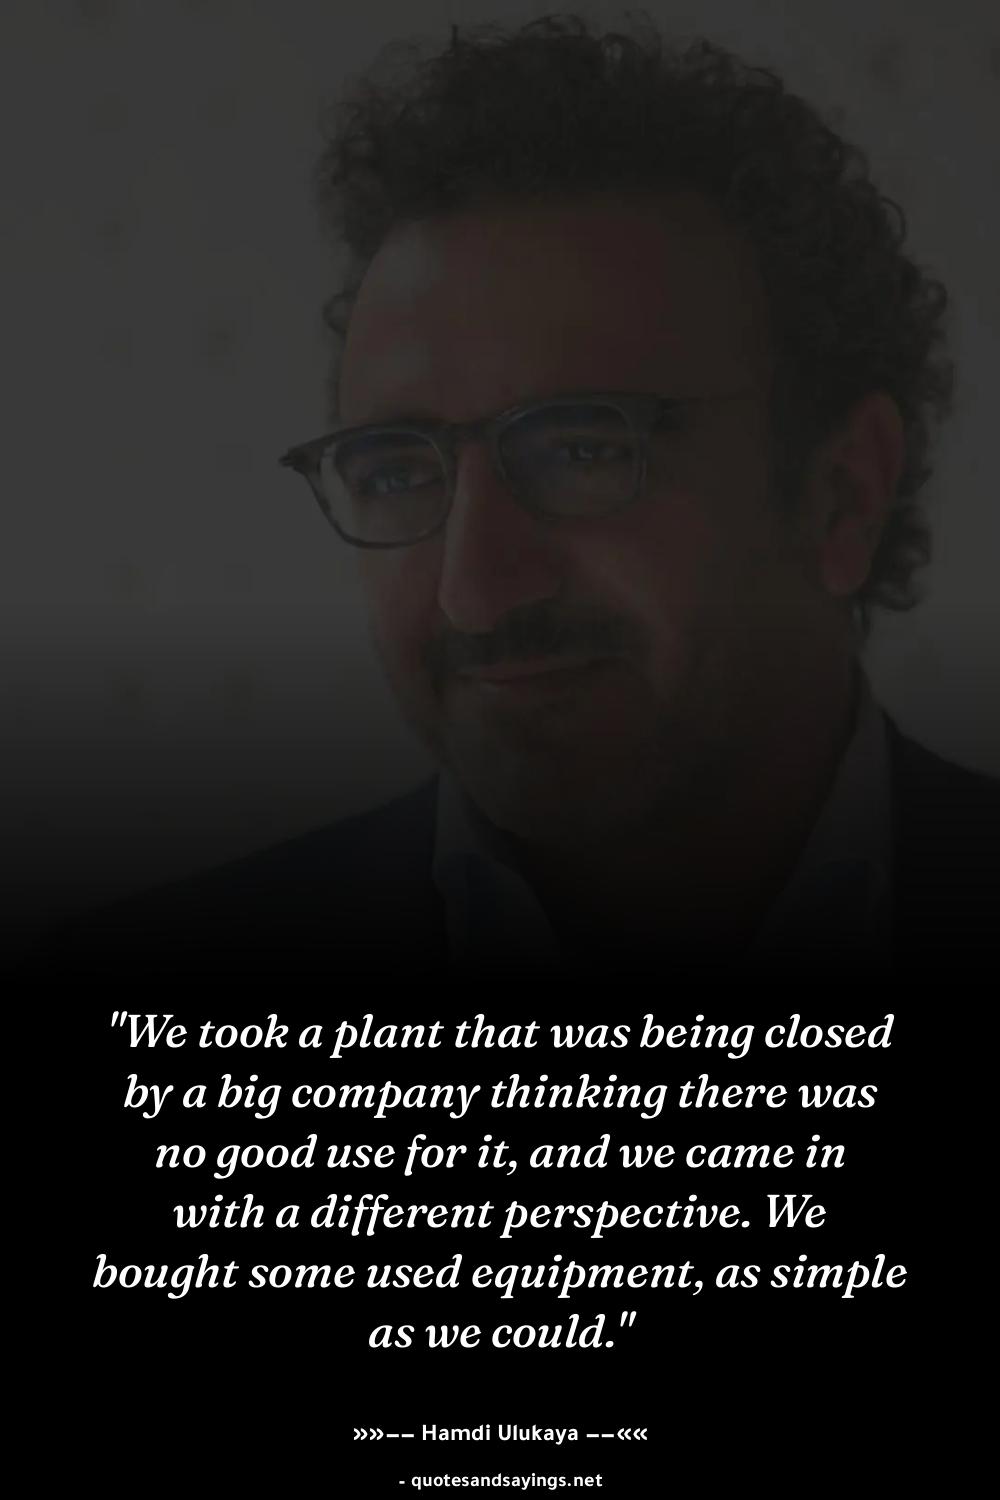 "We took a plant that was being closed
by a big company thinking there was
no good use for it, and we came in
with a different perspective. We
bought some used equipment, as simple
as we could."
»»–– Hamdi Ulukaya ––««
- quotesandsayings.net